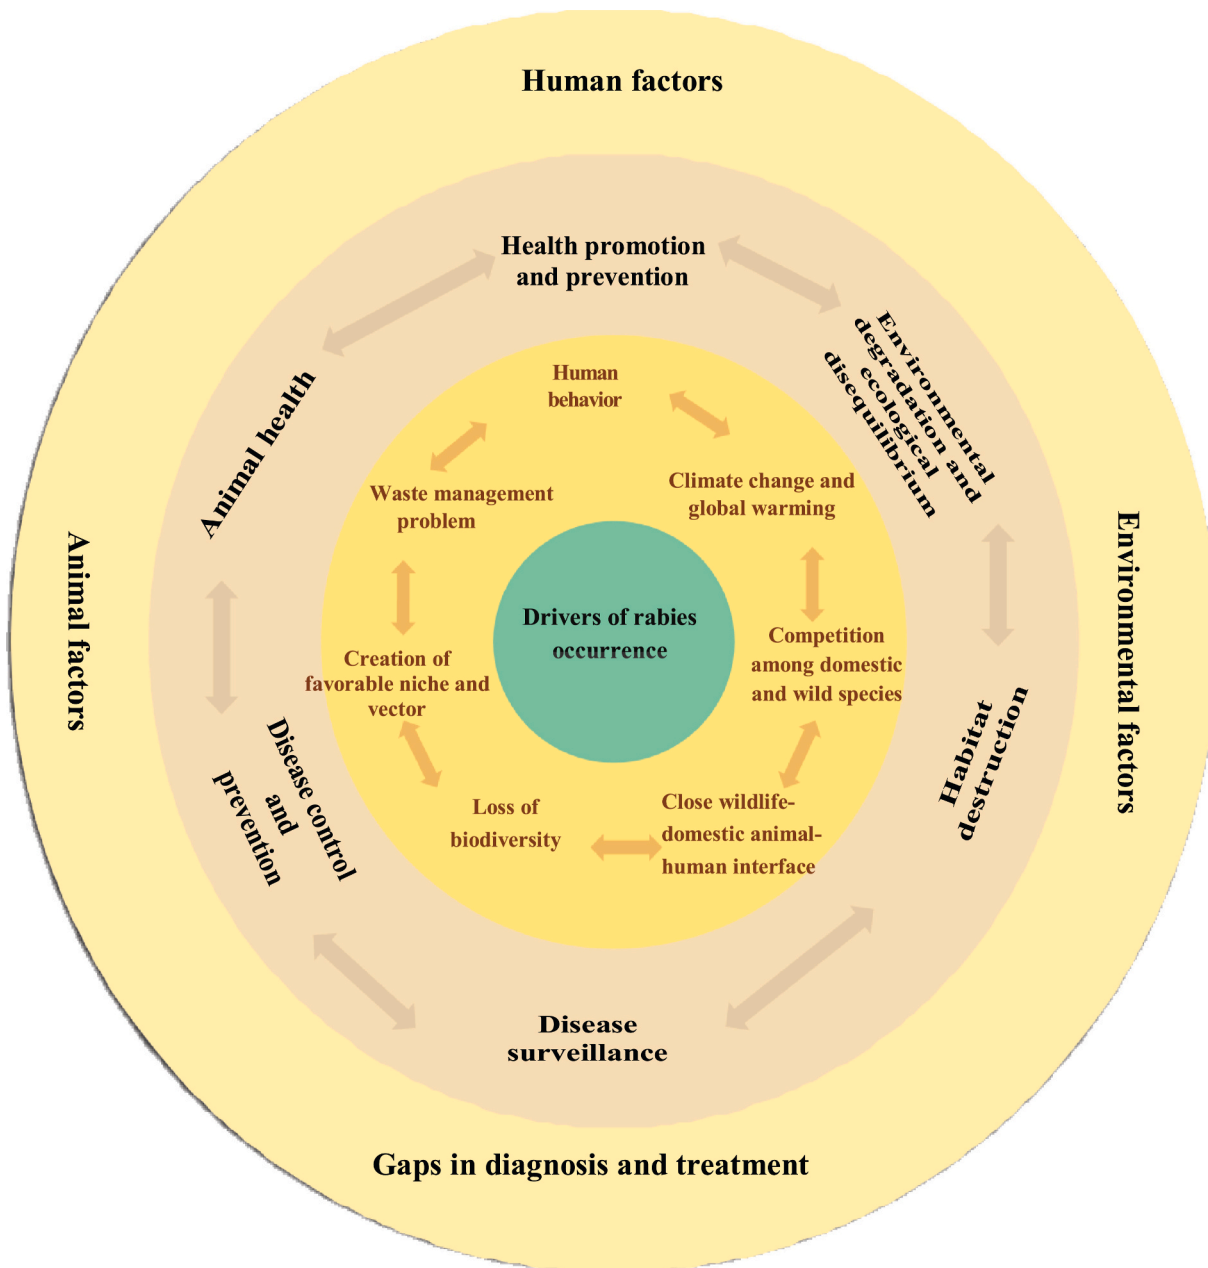 Human factors
Health promotion
and prevention
Environmental
degradation and
ecological
disequilibrium
Animal health
Human
behavior
Waste management
problem
Climate change and
global warming
Animal factors
Environmental factors
Drivers of rabies
occurrence
Creation of
favorable niche and
vector
Competition
among domestic
and wild species
Habitat
destruction
Disease control
and
prevention
Loss of
biodiversity
Close wildlife-
domestic animal-
human interface
Disease
surveillance
Gaps in diagnosis and treatment